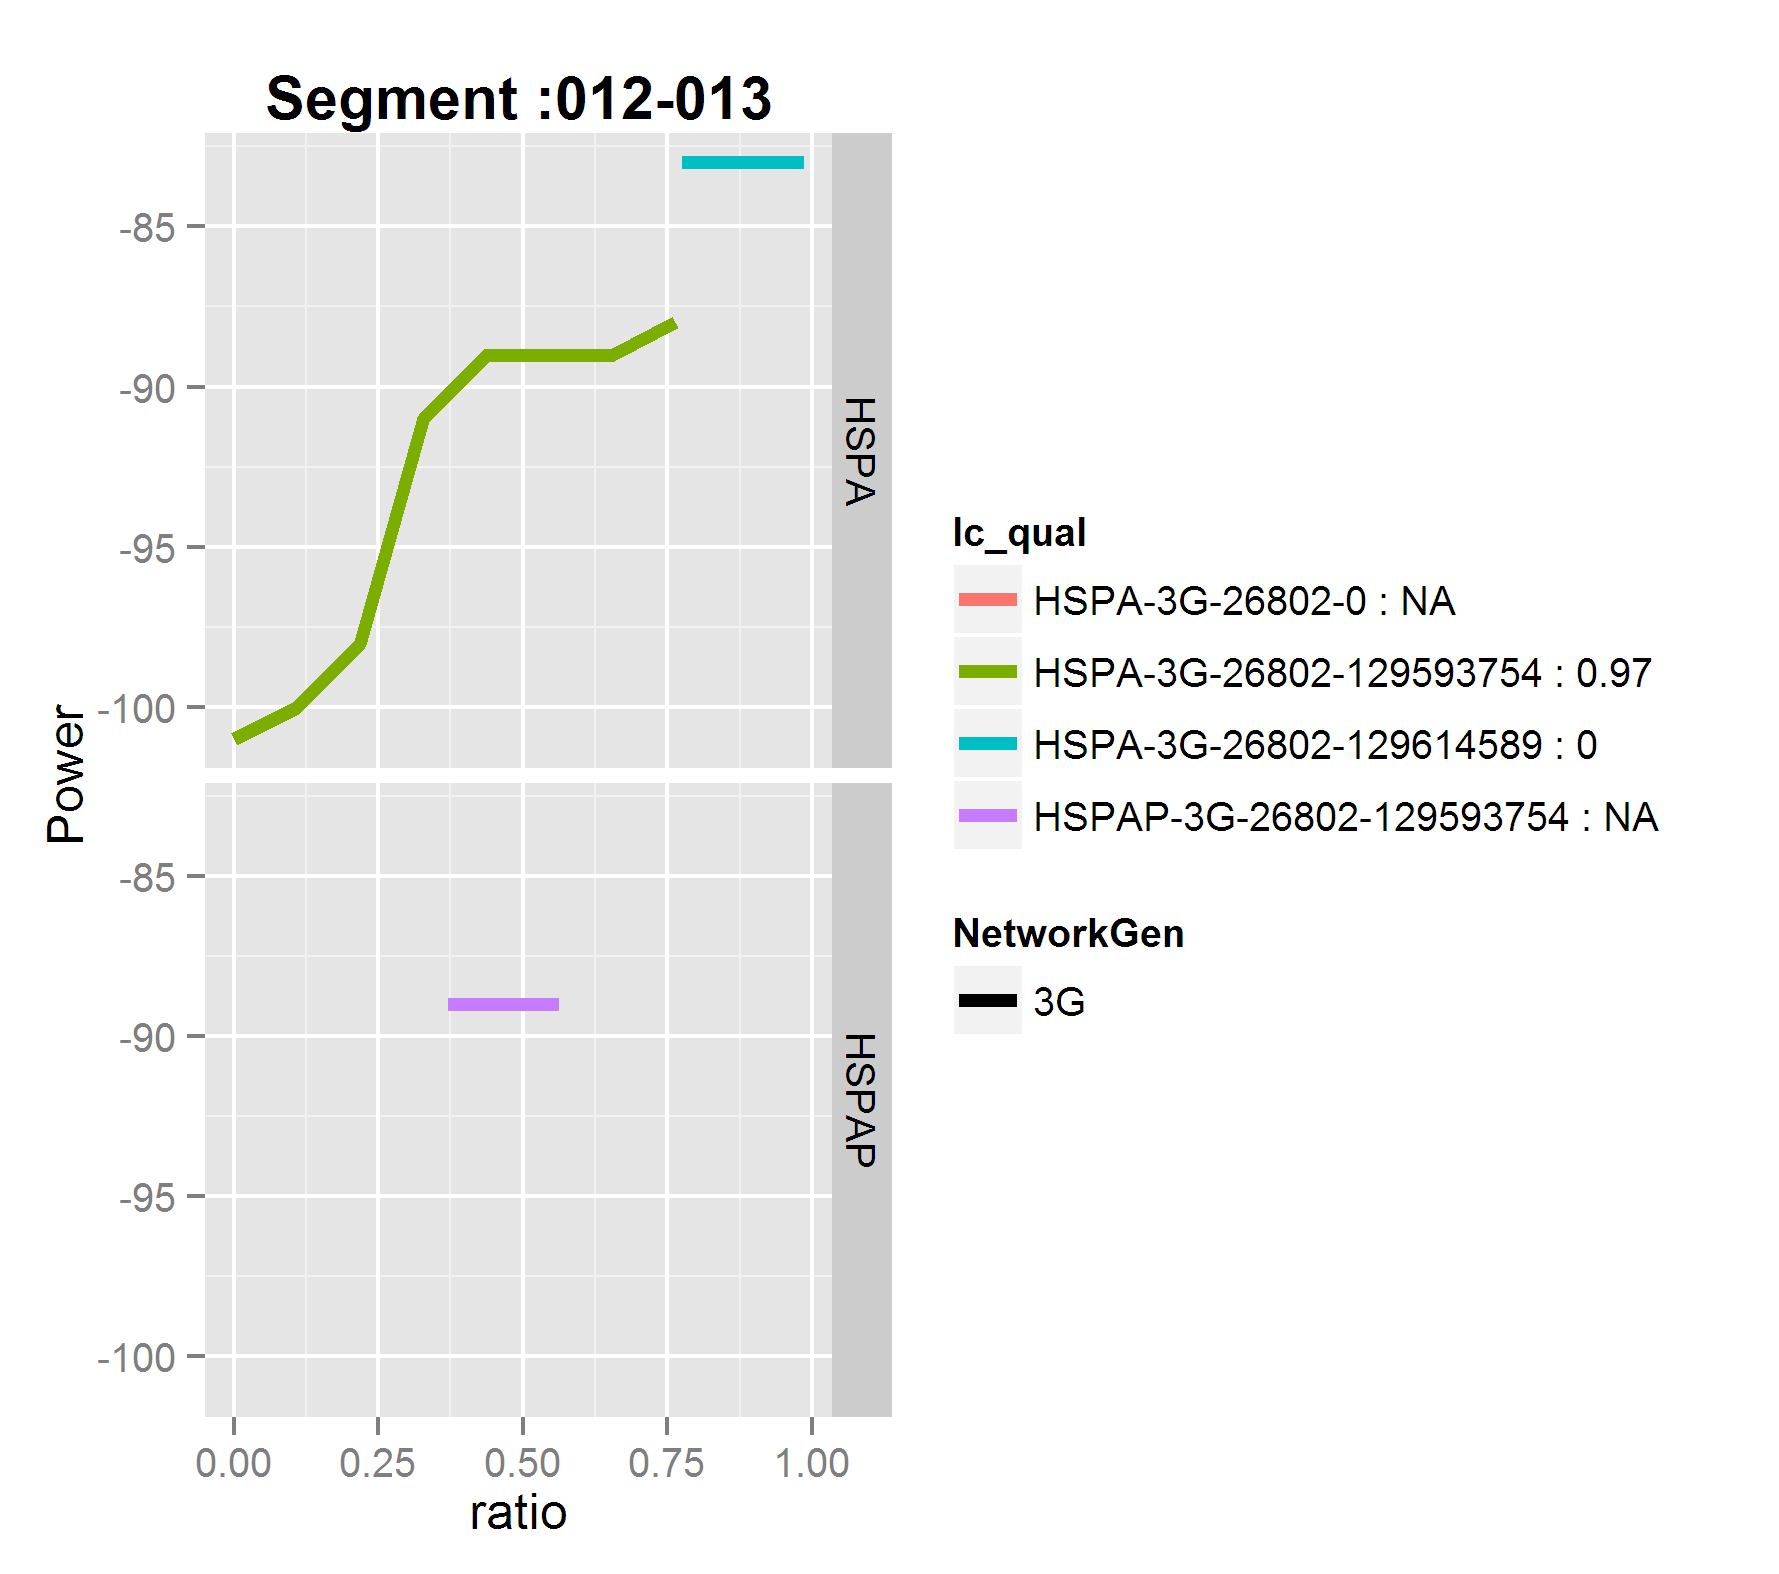 Segment :012-013
-85
-90
-95
-100
HSPA
Power
-85
-90
-95
-100
HSPAP
0.00 0.25 0.50 0.75 1.00
ratio
lc_qual
HSPA-3G-26802-0 : NA
HSPA-3G-26802-129593754 : 0.97
HSPA-3G-26802-129614589 : 0
HSPAP-3G-26802-129593754 : NA
NetworkGen
3G